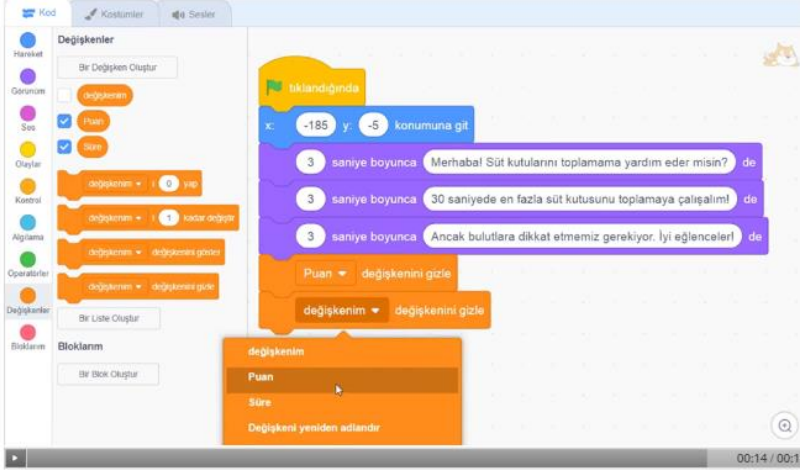 Kod
Kostümler
Sesler
Hareket
Görünüm
Ses
Olaylar
Kontrol
Algılama
Operatörler
Değişkenler
Bloklarım
Değişkenler
Bir Değişken Oluştur
değişkenim
Puan
Süre
değişkenim 'i 0 yap
değişkenim 'i 1 kadar değiştir
değişkenim değişkenini göster
değişkenim değişkenini gizle
Bir Liste Oluştur
Bloklarım
Bir Blok Oluştur
tıklandığında
x: -185 y: -5 konumuna git
3 saniye boyunca Merhaba! Süt kutularını toplamama yardım eder misin? de
3 saniye boyunca 30 saniyede en fazla süt kutusunu toplamaya çalışalım! de
3 saniye boyunca Ancak bulutlara dikkat etmemiz gerekiyor. İyi eğlenceler! de
Puan değişkenini gizle
değişkenim değişkenini gizle
değişkenim
Puan
Süre
Değişkeni yeniden adlandır
00:14 / 00:1